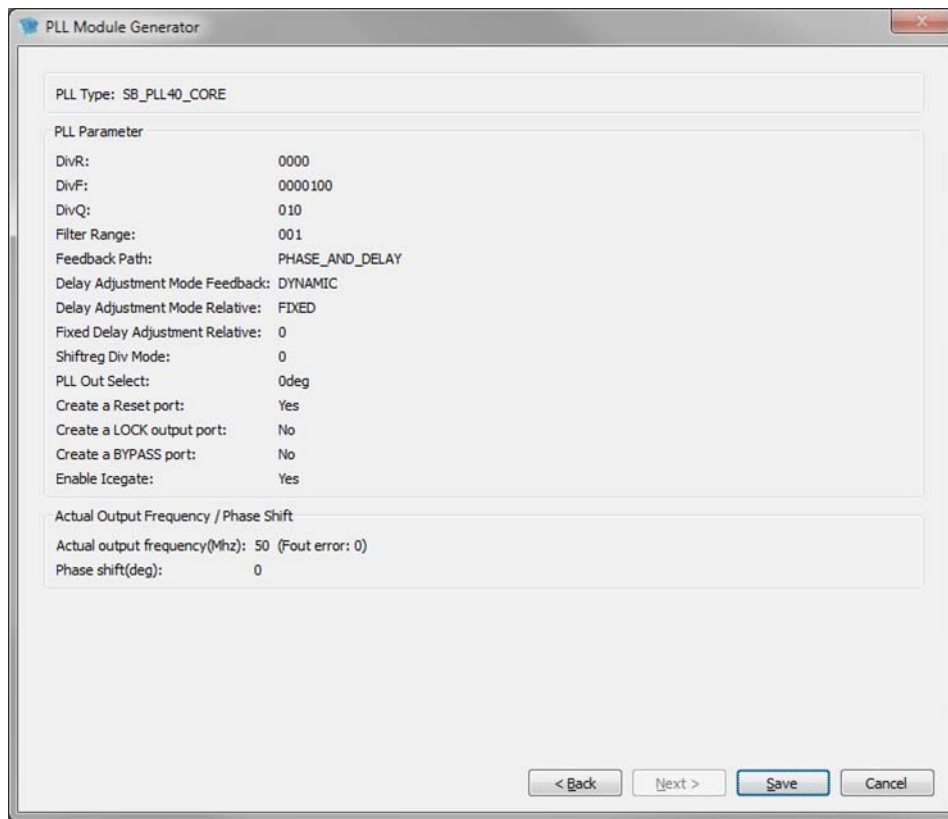 PLL Module Generator
PLL Type: SB_PLL40_CORE
PLL Parameter
DivR: 0000
DivF: 0000100
DivQ: 010
Filter Range: 001
Feedback Path: PHASE_AND_DELAY
Delay Adjustment Mode Feedback: DYNAMIC
Delay Adjustment Mode Relative: FIXED
Fixed Delay Adjustment Relative: 0
Shiftreg Div Mode: 0
PLL Out Select: 0deg
Create a Reset port: Yes
Create a LOCK output port: No
Create a BYPASS port: No
Enable Icegate: Yes
Actual Output Frequency / Phase Shift
Actual output frequency(Mhz): 50 (Fout error: 0)
Phase shift(deg): 0
< Back Next > Save Cancel